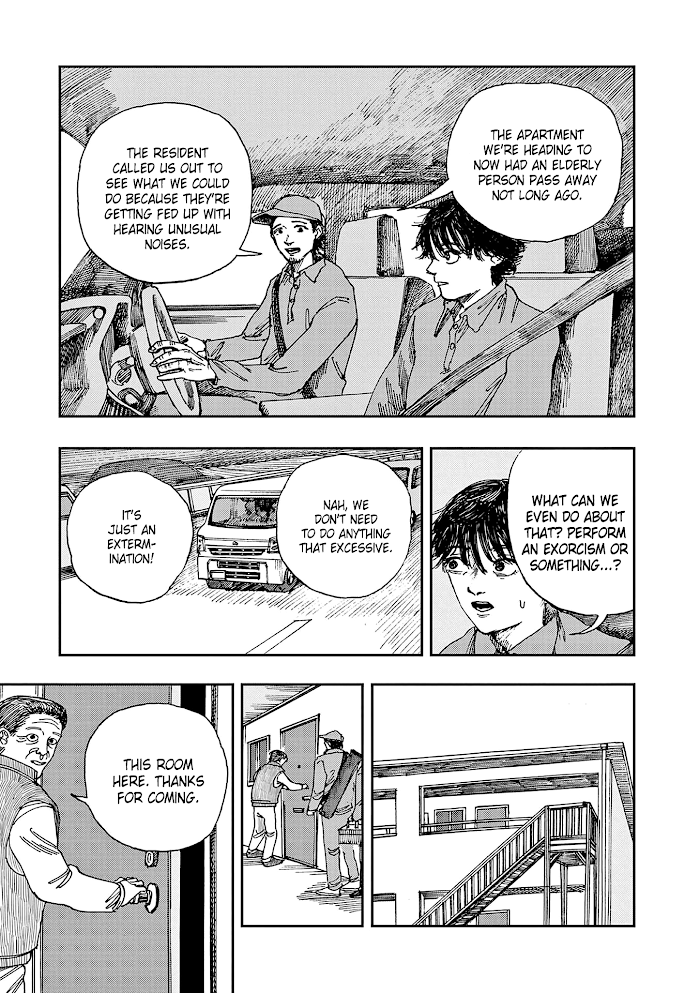 THE APARTMENT
WE'RE HEADING TO
NOW HAD AN ELDERLY
PERSON PASS AWAY
NOT LONG AGO.
THE RESIDENT
CALLED US OUT TO
SEE WHAT WE COULD
DO BECAUSE THEY'RE
GETTING FED UP WITH
HEARING UNUSUAL
NOISES.
WHAT CAN WE
EVEN DO ABOUT
THAT? PERFORM
AN EXORCISM OR
SOMETHING...?
NAH, WE
DON'T NEED
TO DO ANYTHING
THAT EXCESSIVE.
IT'S
JUST AN
EXTERM-
INATION!
THIS ROOM
HERE. THANKS
FOR COMING.